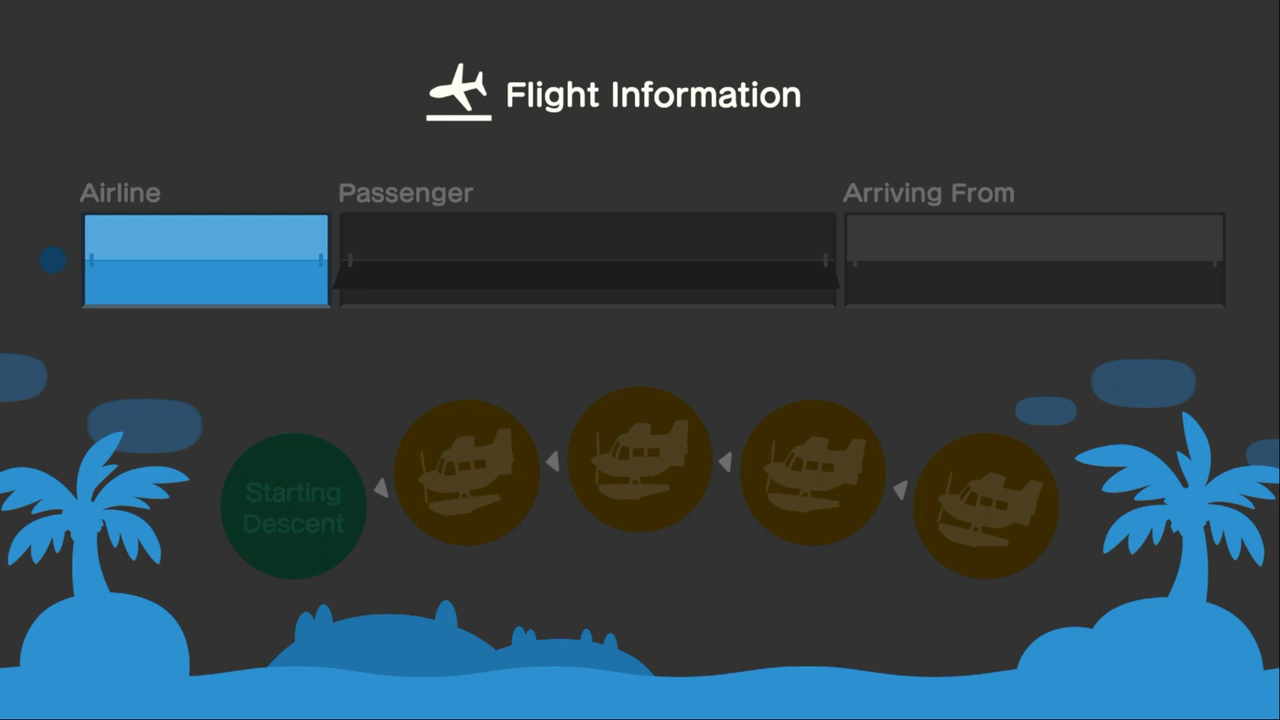 Flight Information
Airline
Passenger
Arriving From
Starting
Descent